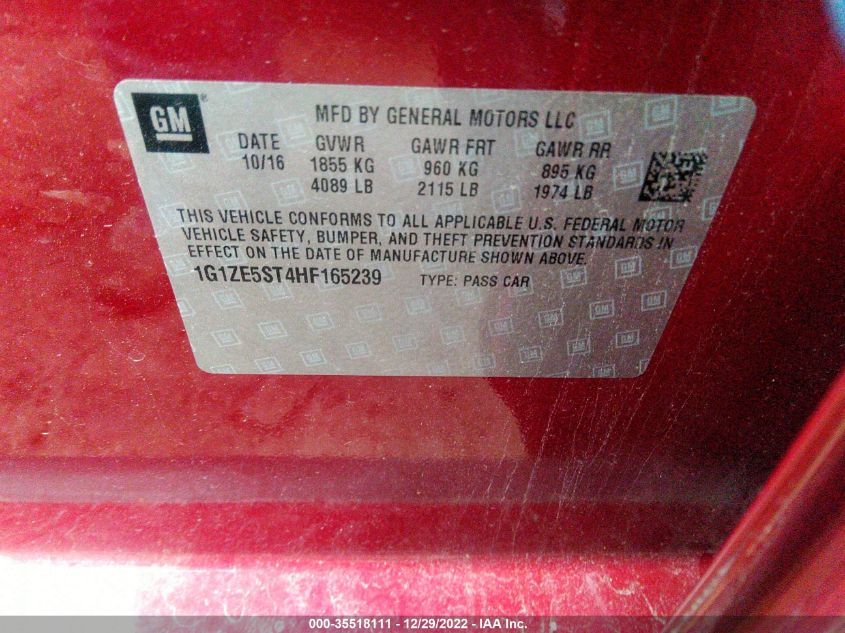 GM
MFD BY GENERAL MOTORS LLC
DATE GVWR GAWR FRT GAWR RR
10/16 1855 KG 960 KG 895 KG
4089 LB 2115 LB 1974 LB
THIS VEHICLE CONFORMS TO ALL APPLICABLE U.S. FEDERAL MOTOR
VEHICLE SAFETY, BUMPER, AND THEFT PREVENTION STANDARDS IN
EFFECT ON THE DATE OF MANUFACTURE SHOWN ABOVE.
1G1ZE5ST4HF165239 TYPE: PASS CAR
000-35518111 - 12/29/2022 - IAA Inc.